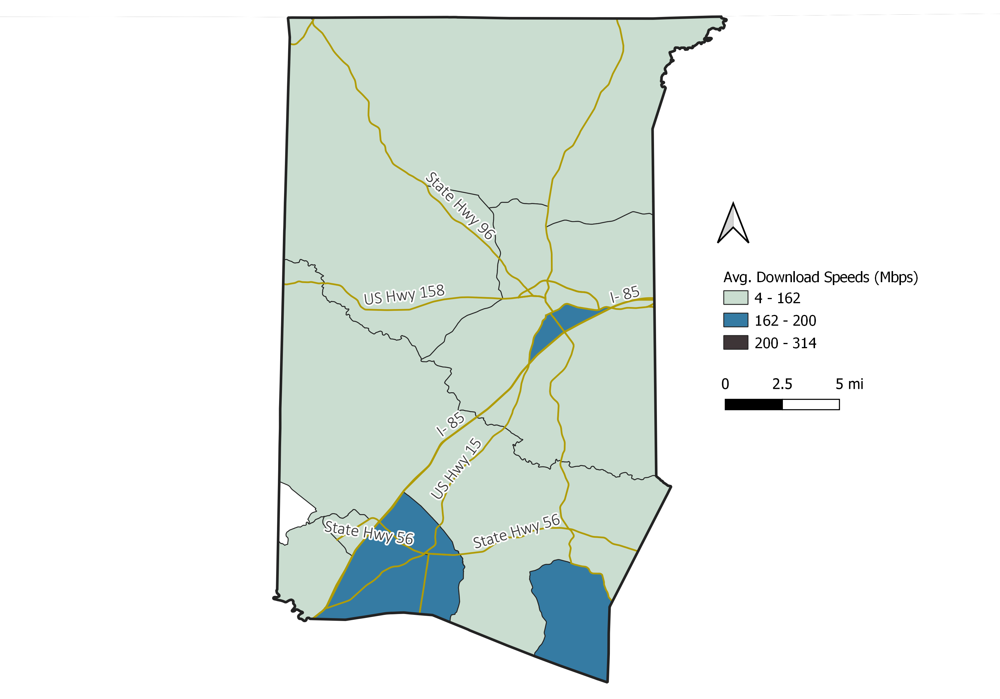 State Hwy 96
US Hwy 158
I- 85
I- 85
US Hwy 15
State Hwy 56
State Hwy 56
Avg. Download Speeds (Mbps)
4 - 162
162 - 200
200 - 314
0 2.5 5 mi